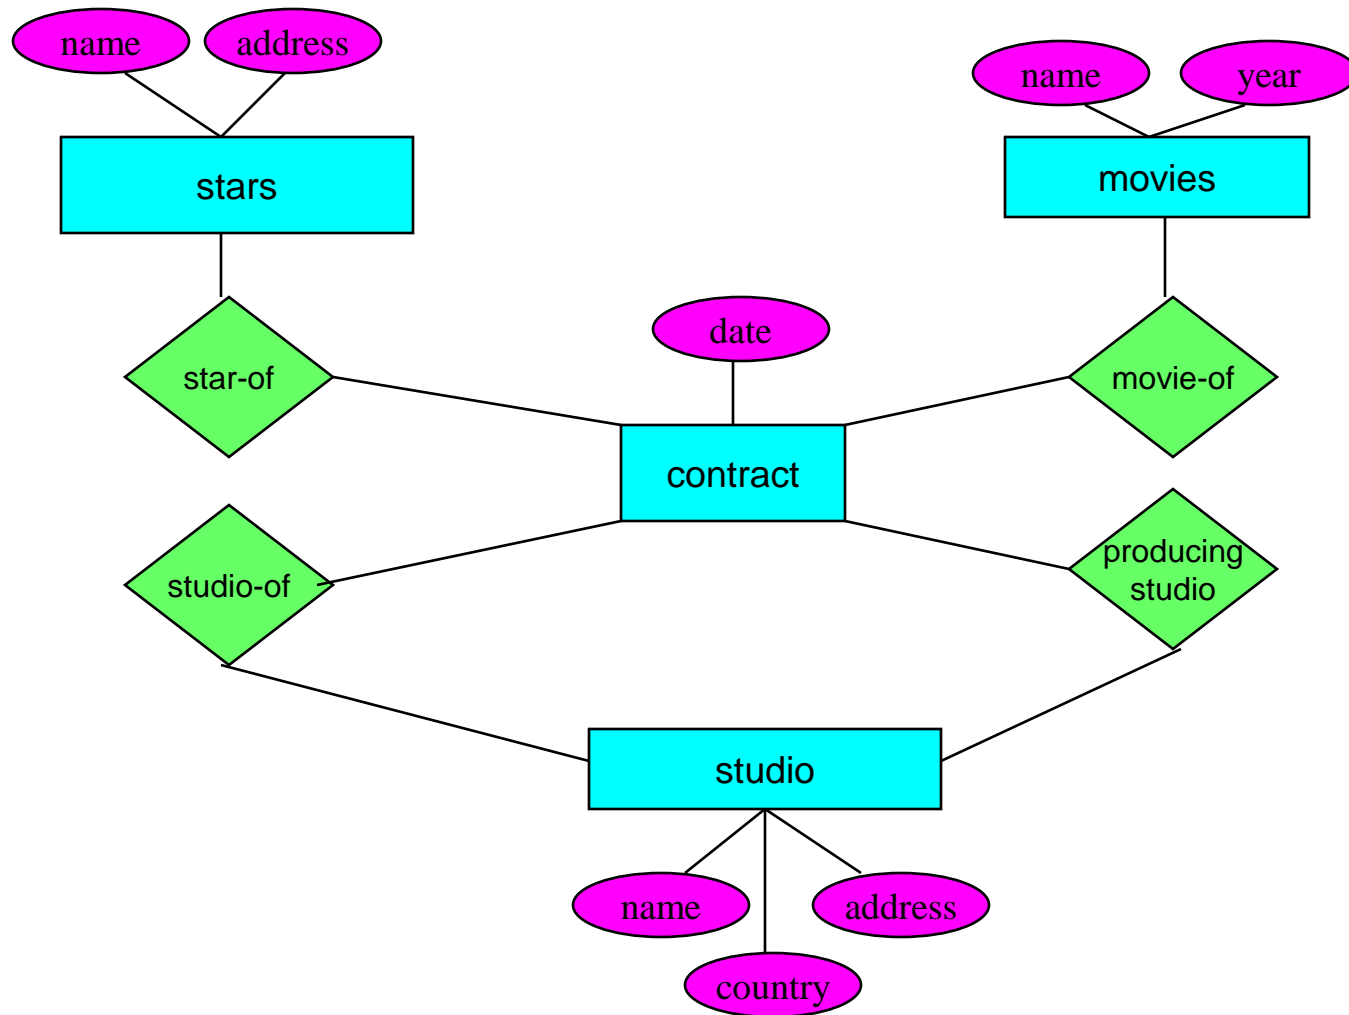 name
address
name
year
stars
movies
date
star-of
movie-of
contract
studio-of
producing
studio
studio
name
address
country